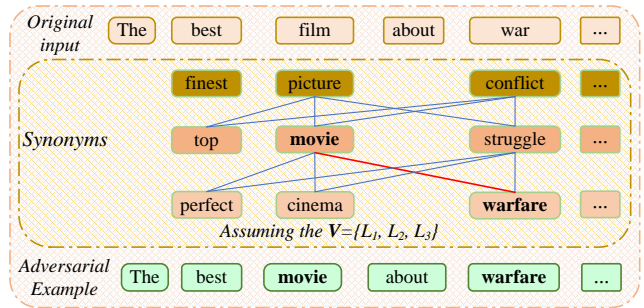 Original input The best film about war ...
finest picture conflict ...
Synonyms top movie struggle ...
perfect cinema warfare ...
Assuming the V={L1, L2, L3}
Adversarial Example The best movie about warfare ...